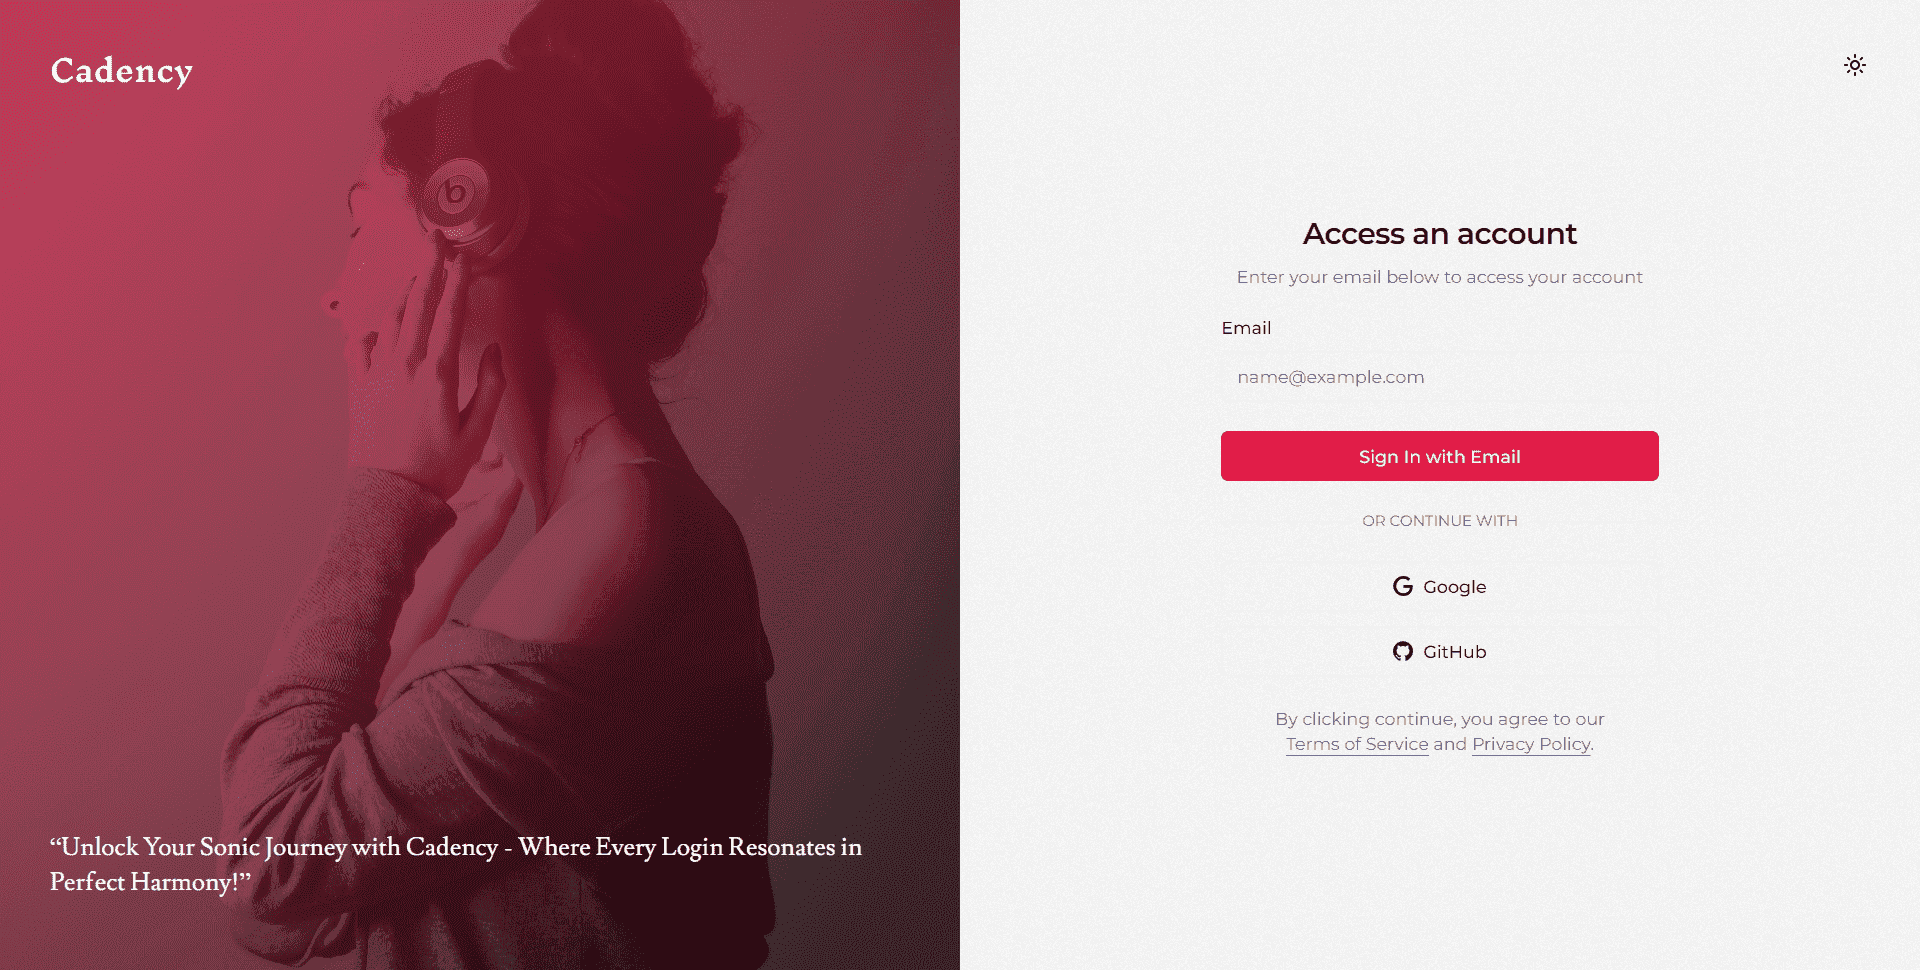 Cadency
b
“Unlock Your Sonic Journey with Cadency - Where Every Login Resonates in
Perfect Harmony!”
Access an account
Enter your email below to access your account
Email
name@example.com
Sign In with Email
OR CONTINUE WITH
Google
GitHub
By clicking continue, you agree to our
Terms of Service and Privacy Policy.